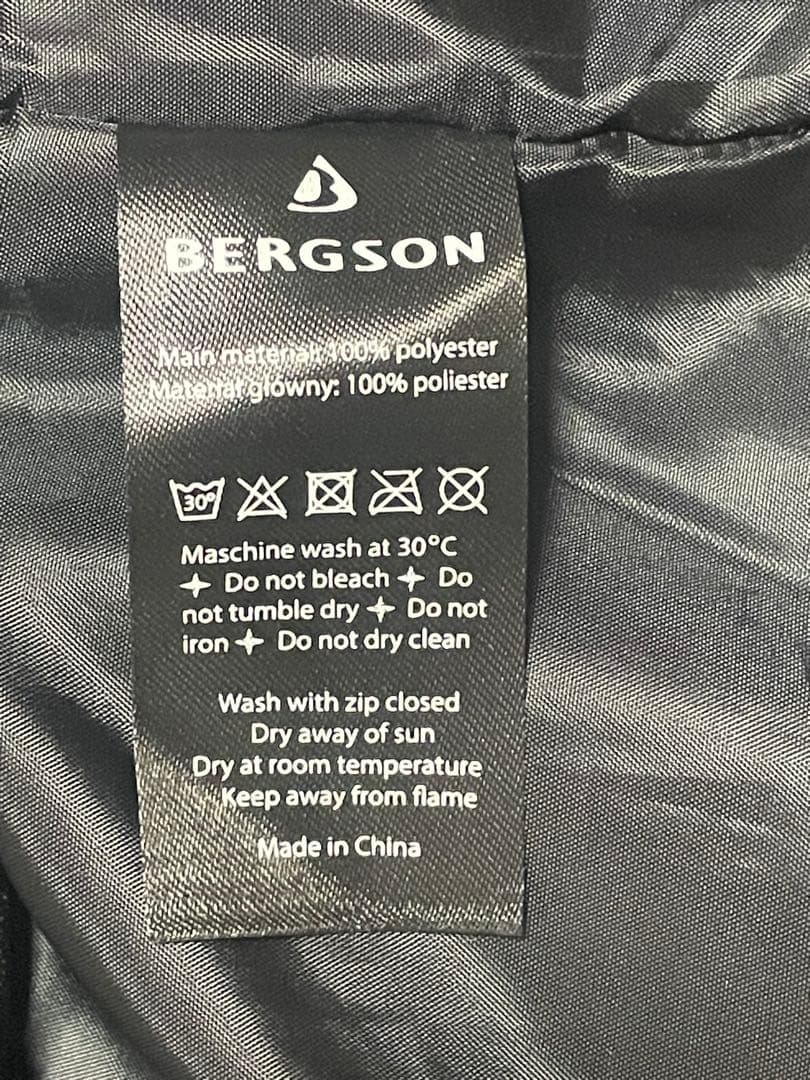 BERGSON
Main material: 100% polyester
Materiał główny: 100% poliester
30°
Maschine wash at 30°C
Do not bleach Do
not tumble dry Do not
iron Do not dry clean
Wash with zip closed
Dry away of sun
Dry at room temperature
Keep away from flame
Made in China